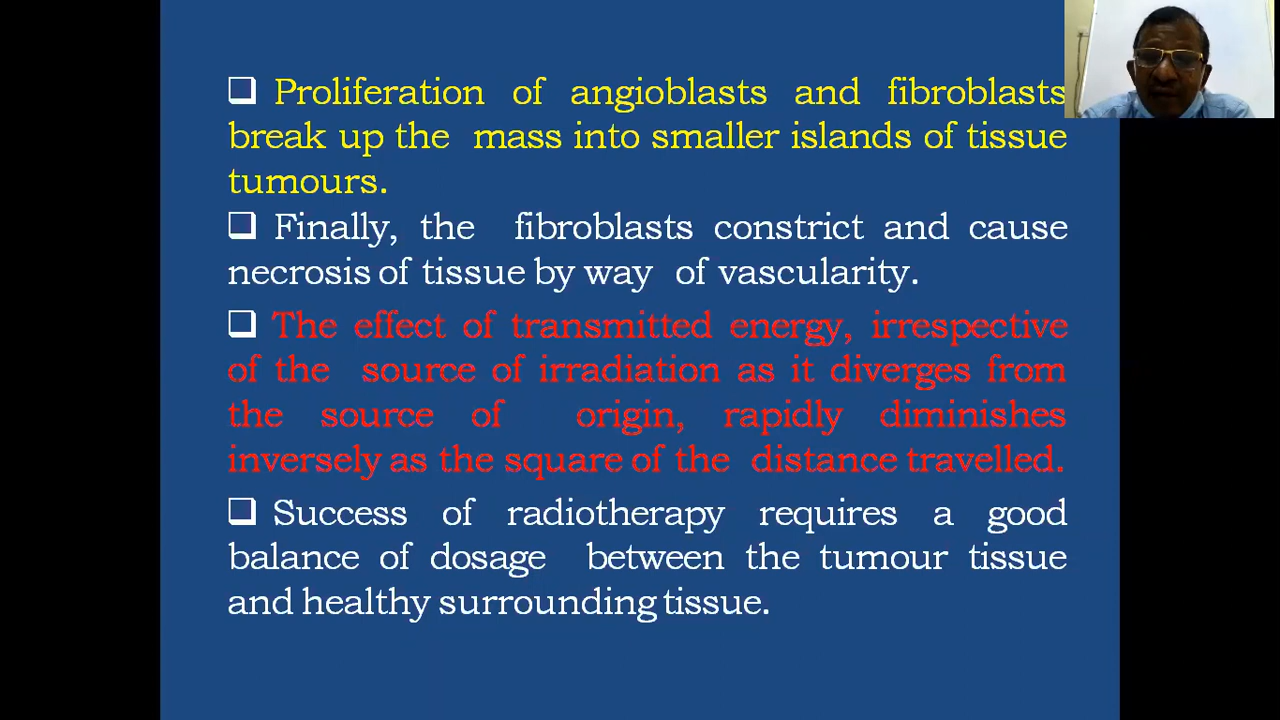 Proliferation of angioblasts and fibroblasts
break up the mass into smaller islands of tissue
tumours.
Finally, the fibroblasts constrict and cause
necrosis of tissue by way of vascularity.
The effect of transmitted energy, irrespective
of the source of irradiation as it diverges from
the source of origin, rapidly diminishes
inversely as the square of the distance travelled.
Success of radiotherapy requires a good
balance of dosage between the tumour tissue
and healthy surrounding tissue.